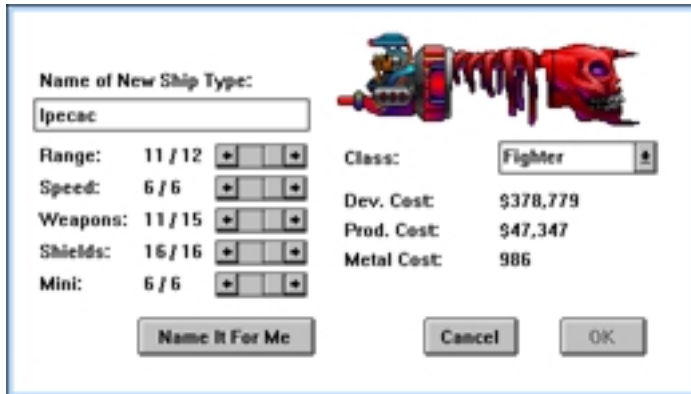 Name of New Ship Type:
Ipecac
Range: 11 / 12
Speed: 6 / 6
Weapons: 11 / 15
Shields: 16 / 16
Mini: 6 / 6
Class: Fighter
Dev. Cost: $378,779
Prod. Cost: $47,347
Metal Cost: 986
Name It For Me
Cancel
OK